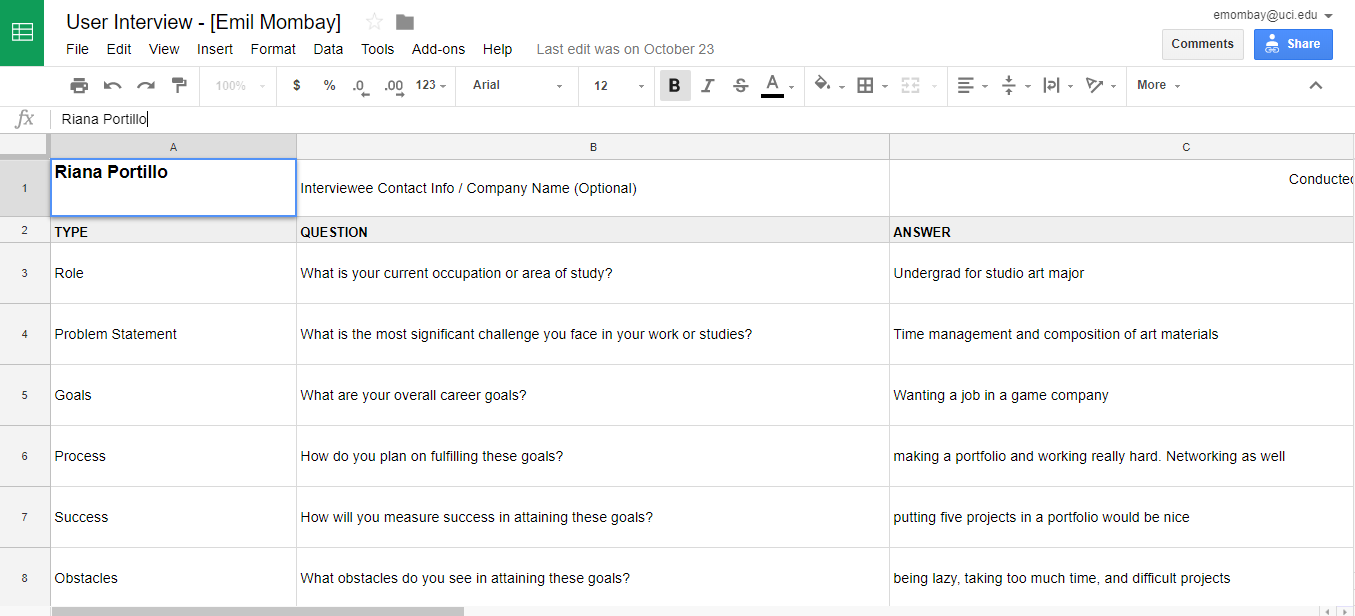 User Interview - [Emil Mombay]
emombay@uci.edu
File Edit View Insert Format Data Tools Add-ons Help Last edit was on October 23
Comments Share
100% $ % .0 .00 123 Arial 12 B I S A More
fx Riana Portillo
A B C
1 Riana Portillo Interviewee Contact Info / Company Name (Optional) Conducted
2 TYPE QUESTION ANSWER
3 Role What is your current occupation or area of study? Undergrad for studio art major
4 Problem Statement What is the most significant challenge you face in your work or studies? Time management and composition of art materials
5 Goals What are your overall career goals? Wanting a job in a game company
6 Process How do you plan on fulfilling these goals? making a portfolio and working really hard. Networking as well
7 Success How will you measure success in attaining these goals? putting five projects in a portfolio would be nice
8 Obstacles What obstacles do you see in attaining these goals? being lazy, taking too much time, and difficult projects